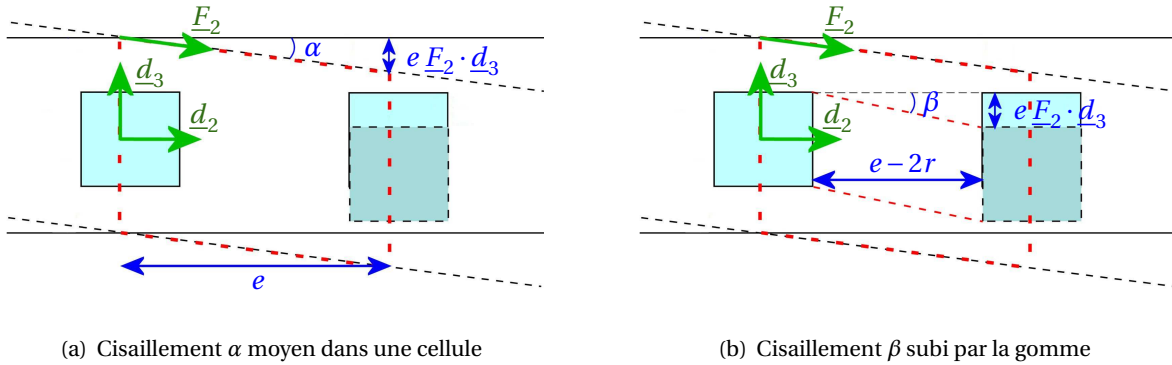 F₂
α
e F₂ · d₃
d₃
d₂
e
(a) Cisaillement α moyen dans une cellule
F₂
d₃
β
e F₂ · d₃
d₂
e − 2r
(b) Cisaillement β subi par la gomme